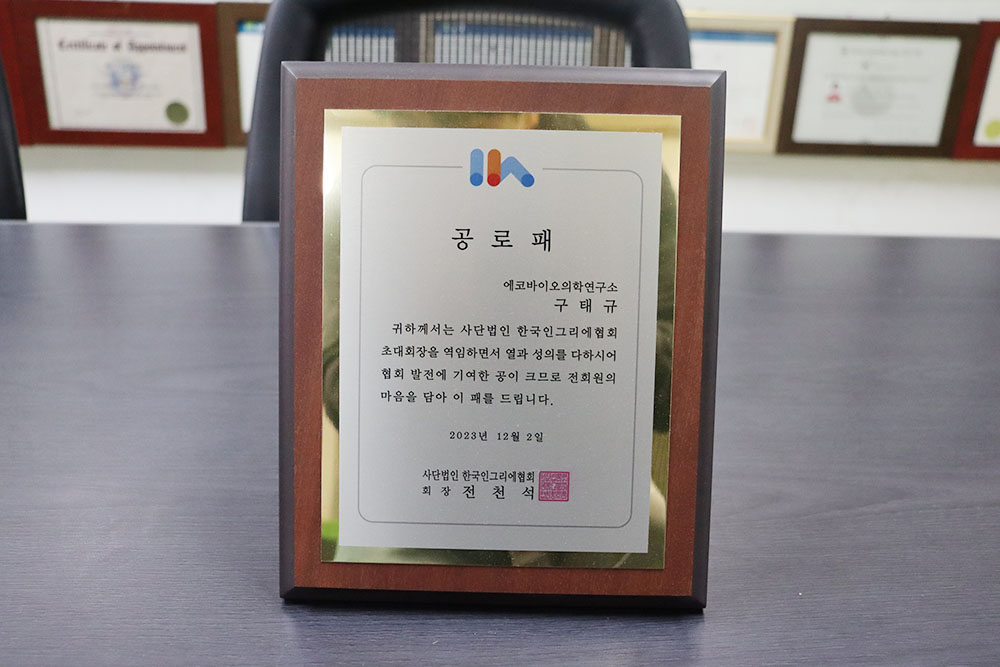 Certificate of Appointment
공 로 패
에코바이오의학연구소
구 태 규
귀하께서는 사단법인 한국인그리에협회
초대회장을 역임하면서 열과 성의를 다하시어
협회 발전에 기여한 공이 크므로 전회원의
마음을 담아 이 패를 드립니다.
2023년 12월 2일
사단법인 한국인그리에협회
회 장 전 천 석